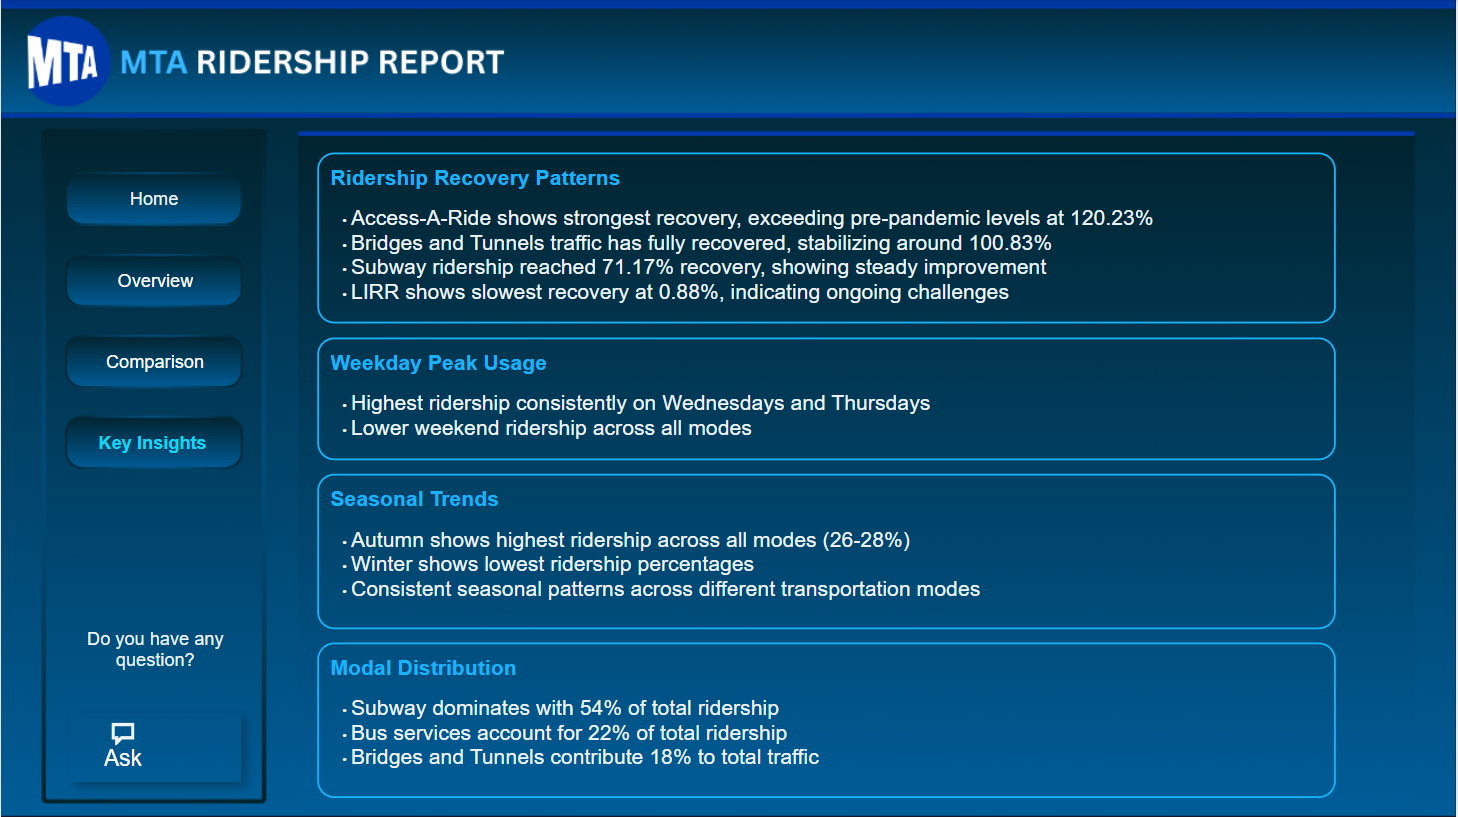 MTA MTA RIDERSHIP REPORT
Home
Overview
Comparison
Key Insights
Do you have any
question?
Ask
Ridership Recovery Patterns
· Access-A-Ride shows strongest recovery, exceeding pre-pandemic levels at 120.23%
· Bridges and Tunnels traffic has fully recovered, stabilizing around 100.83%
· Subway ridership reached 71.17% recovery, showing steady improvement
· LIRR shows slowest recovery at 0.88%, indicating ongoing challenges
Weekday Peak Usage
· Highest ridership consistently on Wednesdays and Thursdays
· Lower weekend ridership across all modes
Seasonal Trends
· Autumn shows highest ridership across all modes (26-28%)
· Winter shows lowest ridership percentages
· Consistent seasonal patterns across different transportation modes
Modal Distribution
· Subway dominates with 54% of total ridership
· Bus services account for 22% of total ridership
· Bridges and Tunnels contribute 18% to total traffic